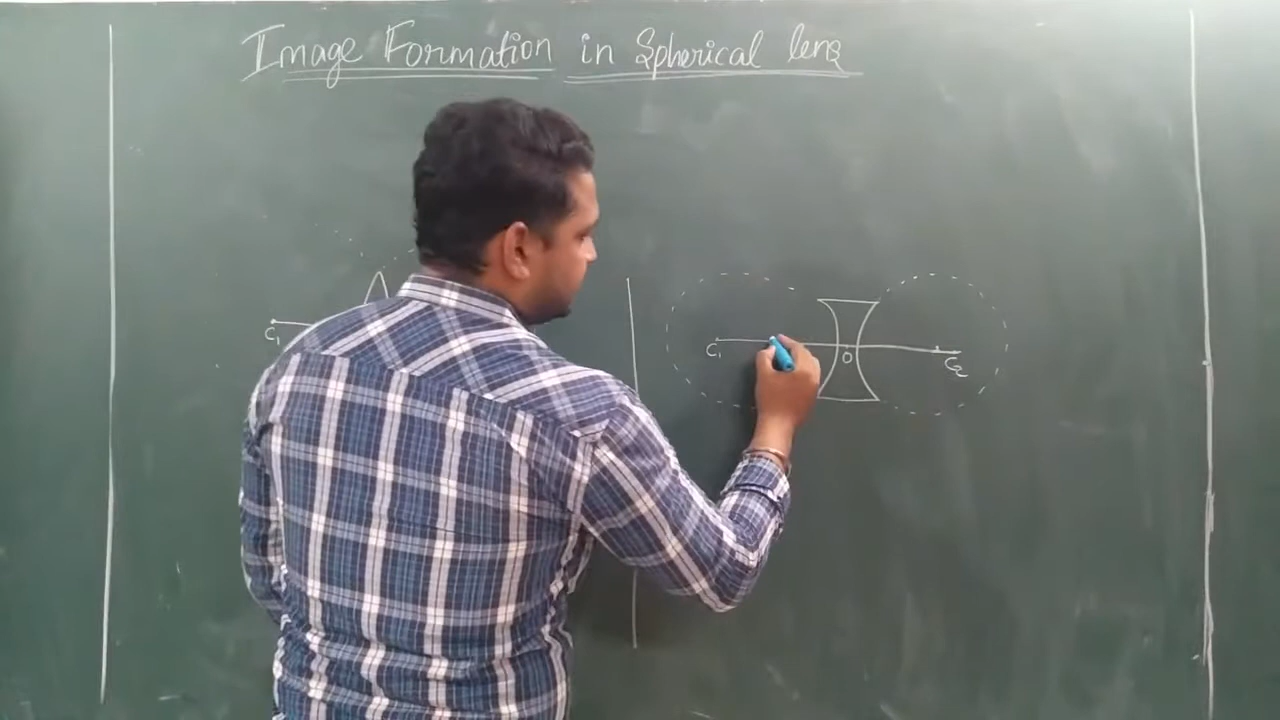 Image Formation in Spherical lens
C₁
C₁ O C₂